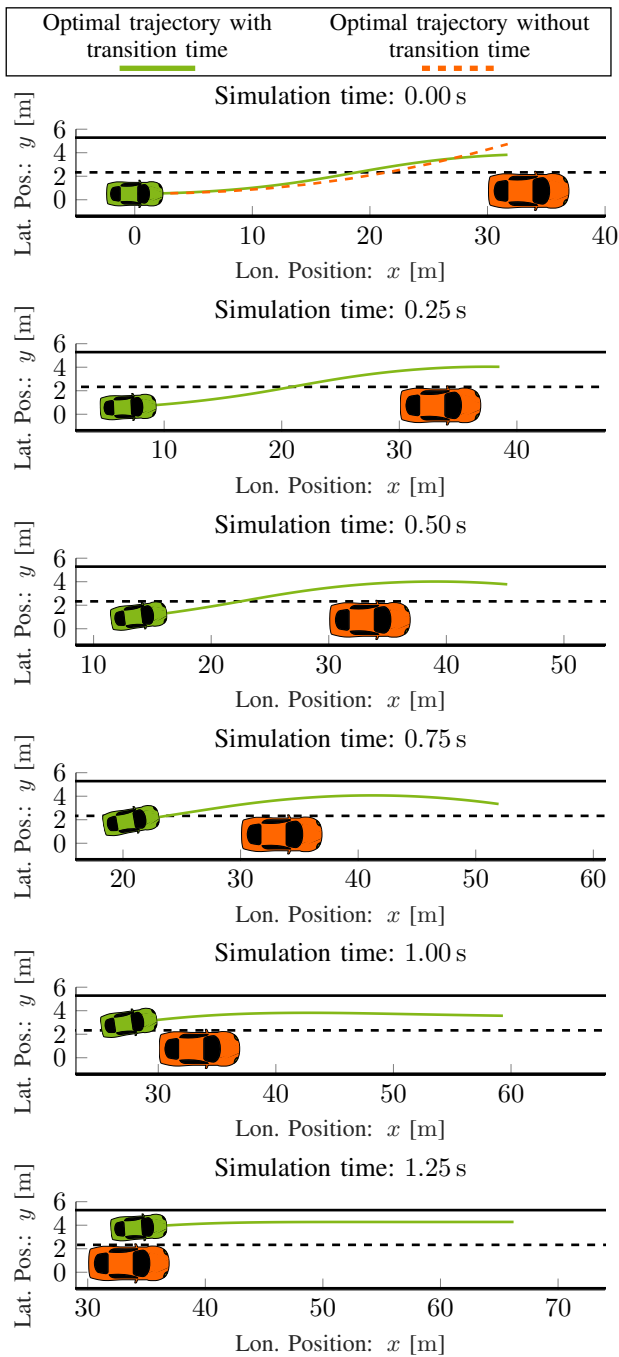 Optimal trajectory with
transition time
Optimal trajectory without
transition time
Simulation time: 0.00 s
Lat. Pos.: y [m]
6
4
2
0
0 10 20 30 40
Lon. Position: x [m]
Simulation time: 0.25 s
Lat. Pos.: y [m]
6
4
2
0
10 20 30 40
Lon. Position: x [m]
Simulation time: 0.50 s
Lat. Pos.: y [m]
6
4
2
0
10 20 30 40 50
Lon. Position: x [m]
Simulation time: 0.75 s
Lat. Pos.: y [m]
6
4
2
0
20 30 40 50 60
Lon. Position: x [m]
Simulation time: 1.00 s
Lat. Pos.: y [m]
6
4
2
0
30 40 50 60
Lon. Position: x [m]
Simulation time: 1.25 s
Lat. Pos.: y [m]
6
4
2
0
30 40 50 60 70
Lon. Position: x [m]